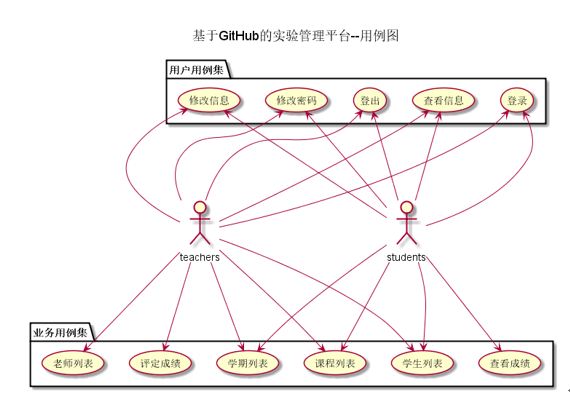 基于GitHub的实验管理平台--用例图
用户用例集
修改信息 修改密码 登出 查看信息 登录
teachers students
业务用例集
老师列表 评定成绩 学期列表 课程列表 学生列表 查看成绩